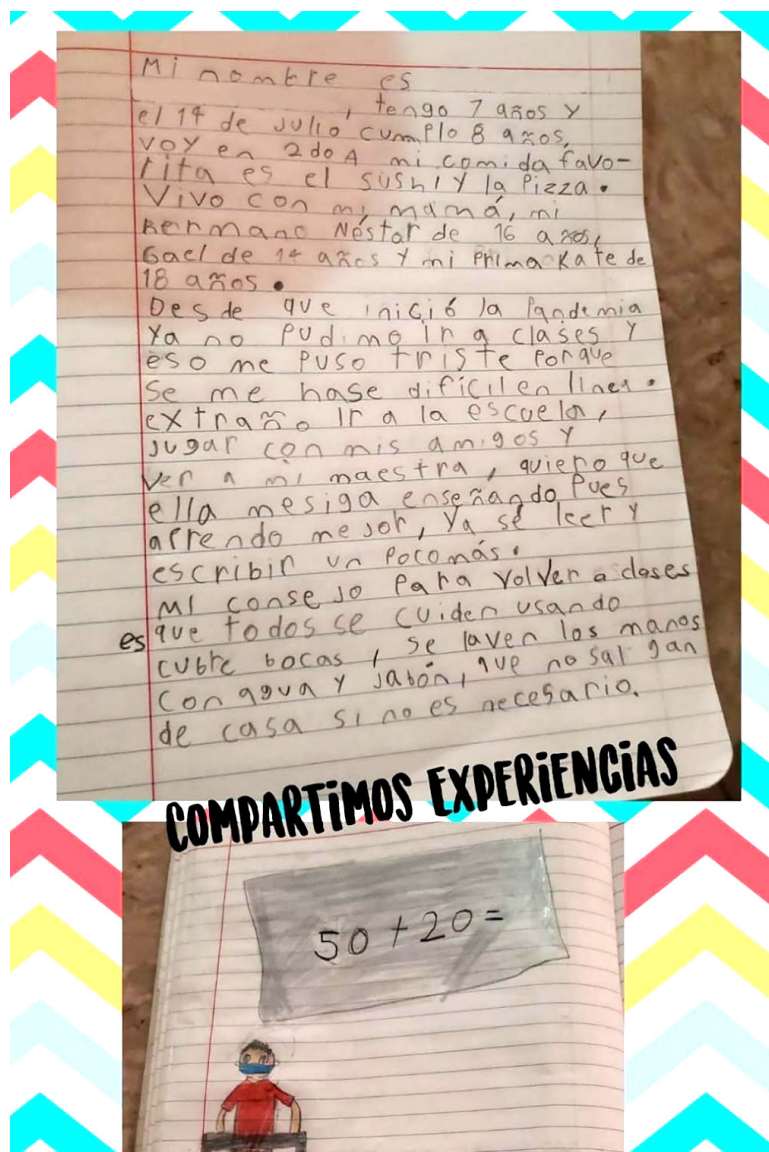 Mi nombre es
, tengo 7 años y
el 14 de Julio cumplo 8 años,
voy en 2do A mi comida favo-
rita es el sushi y la Pizza.
Vivo con mi mamá, mi
hermano Néstor de 16 años,
Gael de 14 años y mi Prima Kate de
18 años.
Desde que inició la Pandemia
Ya no Pudimo ir a clases y
eso me Puso triste Porque
se me hase difícil en linea.
extraño Ir a la escuela,
Jugar con mis amigos Y
Ver a mi maestra, quiero que
ella mesiga enseñando Pues
aprendo mejor, Ya sé leer y
escribir un Poco más.
Mi consejo Para Volver a clases
es que todos se cuiden usando
cubre bocas, se laven los manos
con agua y Jabón, que no salgan
de casa si no es necesario.
COMPARTiMOS EXPERiENCiAS
50+20=